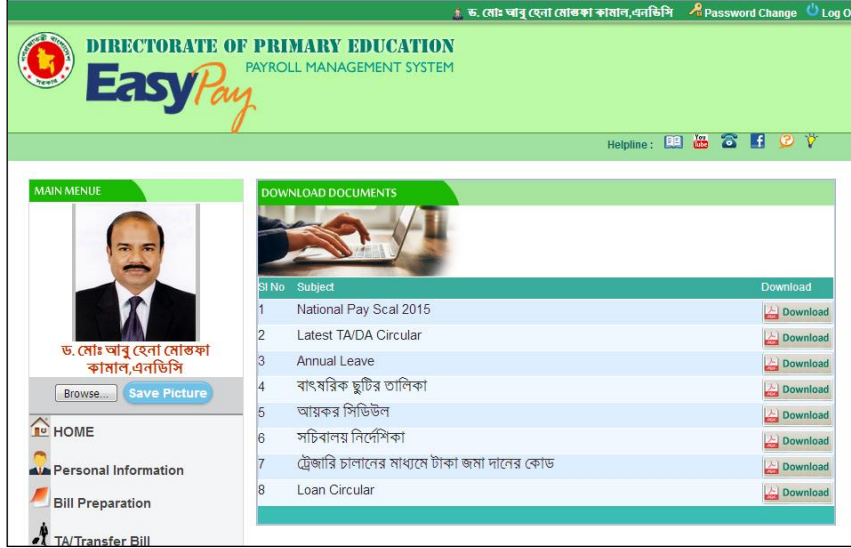 ড. মোঃ আবু হেনা মোস্তফা কামাল,এনডিসি Password Change Log O
DIRECTORATE OF PRIMARY EDUCATION
PAYROLL MANAGEMENT SYSTEM
EasyPay
Helpline : You Tube f
MAIN MENUE
ড. মোঃ আবু হেনা মোস্তফা
কামাল,এনডিসি
Browse... Save Picture
HOME
Personal Information
Bill Preparation
TA/Transfer Bill
DOWNLOAD DOCUMENTS
Sl No Subject Download
1 National Pay Scal 2015 Download
2 Latest TA/DA Circular Download
3 Annual Leave Download
4 বাৎষরিক ছুটির তালিকা Download
5 আয়কর সিডিউল Download
6 সচিবালয় নির্দেশিকা Download
7 ট্রেজারি চালানের মাধ্যমে টাকা জমা দানের কোড Download
8 Loan Circular Download